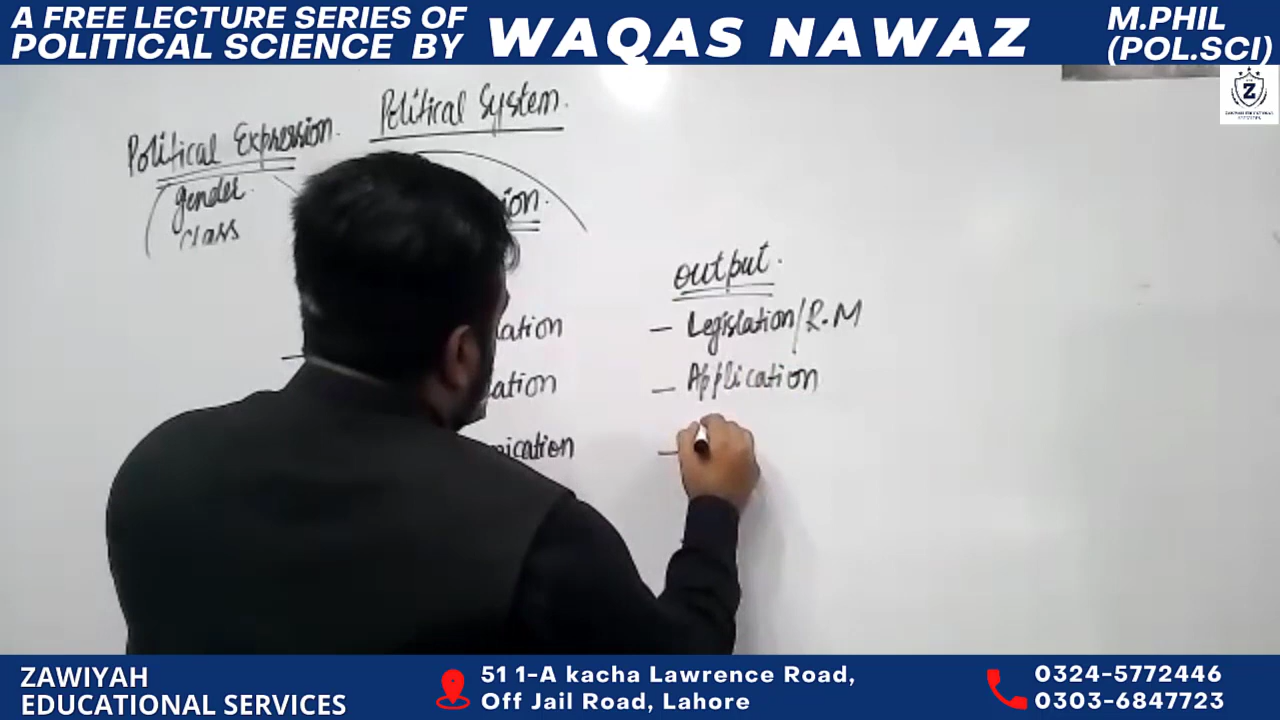 A FREE LECTURE SERIES OF
POLITICAL SCIENCE BY
WAQAS NAWAZ
M.PHIL
(POL.SCI)
Z
Political System.
Political Expression.
gender.
class
output.
– Legislation/R.M
– Application
ZAWIYAH
EDUCATIONAL SERVICES
51 1-A kacha Lawrence Road,
Off Jail Road, Lahore
0324-5772446
0303-6847723